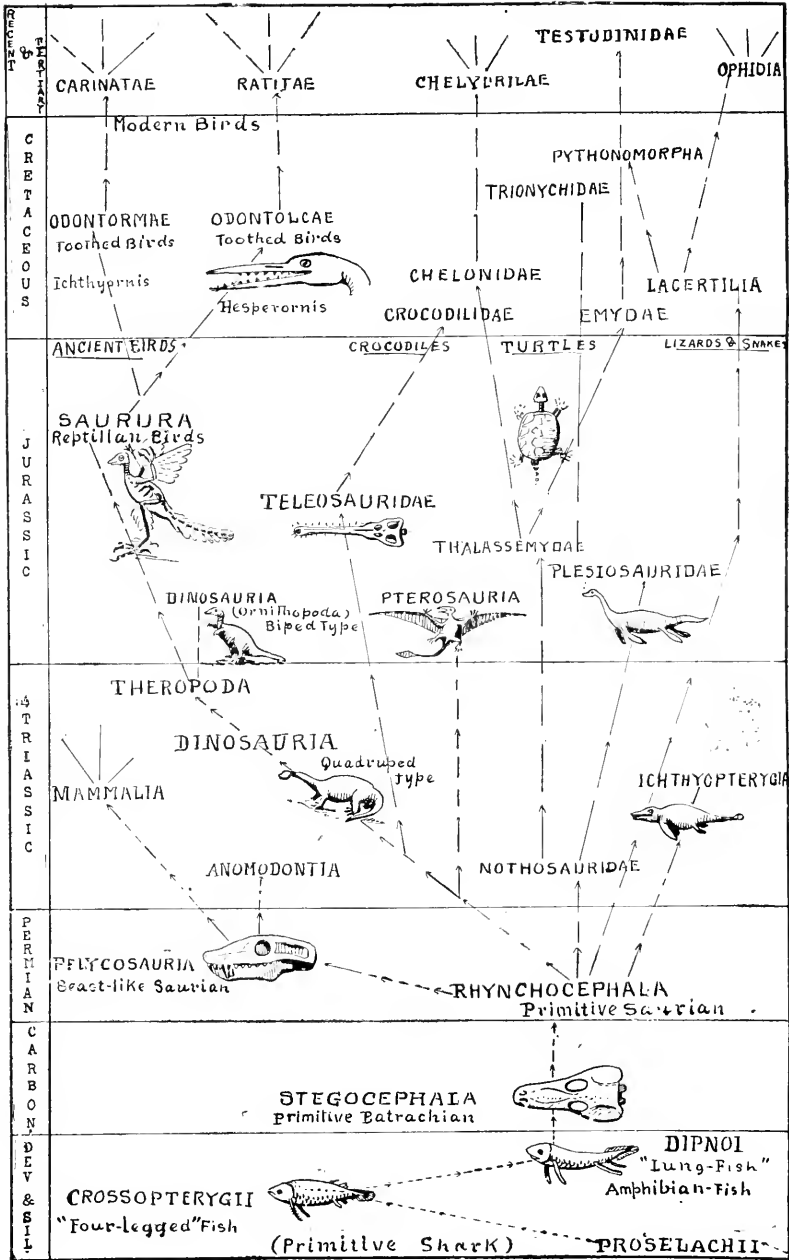 RECENT & TERTIARY
TESTUDINIDAE
OPHIDIA
CARINATAE
RATITAE
CHELYDRIDAE
Modern Birds
CRETACEOUS
PYTHONOMORPHA
TRIONYCHIDAE
ODONTORMAE
Toothed Birds
ODONTOLCAE
Toothed Birds
Ichthyornis
Hesperornis
CHELONIDAE
LACERTILIA
CROCODILIDAE
EMYDAE
ANCIENT BIRDS
CROCODILES
TURTLES
LIZARDS & SNAKES
JURASSIC
SAURURA
Reptilian Birds
TELEOSAURIDAE
THALASSEMYDAE
PLESIOSAURIDAE
DINOSAURIA
(Ornithopoda)
Biped Type
PTEROSAURIA
TRIASSIC
THEROPODA
DINOSAURIA
Quadruped
type
MAMMALIA
ICHTHYOPTERYGIA
ANOMODONTIA
NOTHOSAURIDAE
PERMIAN
PELYCOSAURIA
Beast-like Saurian
RHYNCHOCEPHALA
Primitive Saurian
CARBON,
STEGOCEPHALA
Primitive Batrachian
DEV & SIL.
DIPNOI
"Lung-Fish"
Amphibian-Fish
CROSSOPTERYGII
"Four-legged" Fish
(Primitive Shark)
PROSELACHII